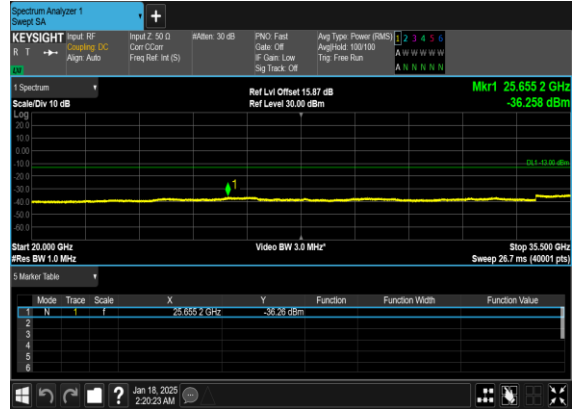 Spectrum Analyzer 1
Swept SA
KEYSIGHT
R T
LW
Input: RF
Coupling: DC
Align: Auto
Input Z: 50 Ω
Corr CCorr
Freq Ref: Int (S)
#Atten: 30 dB
PNO: Fast
Gate: Off
IF Gain: Low
Sig Track: Off
Avg Type: Power (RMS)
Avg|Hold: 100/100
Trig: Free Run
1 2 3 4 5 6
A W W W W W
A N N N N N
1 Spectrum
Scale/Div 10 dB
Ref Lvl Offset 15.87 dB
Ref Level 30.00 dBm
Mkr1 25.655 2 GHz
-36.258 dBm
Log
20.0
10.0
0.00
-10.0
-20.0
-30.0
-40.0
-50.0
-60.0
DL1 -13.00 dBm
1
Start 20.000 GHz
#Res BW 1.0 MHz
Video BW 3.0 MHz*
Stop 35.500 GHz
Sweep 26.7 ms (40001 pts)
5 Marker Table
Mode Trace Scale X Y Function Function Width Function Value
1 N 1 f 25.655 2 GHz -36.26 dBm
2
3
4
5
6
? Jan 18, 2025
2:20:23 AM